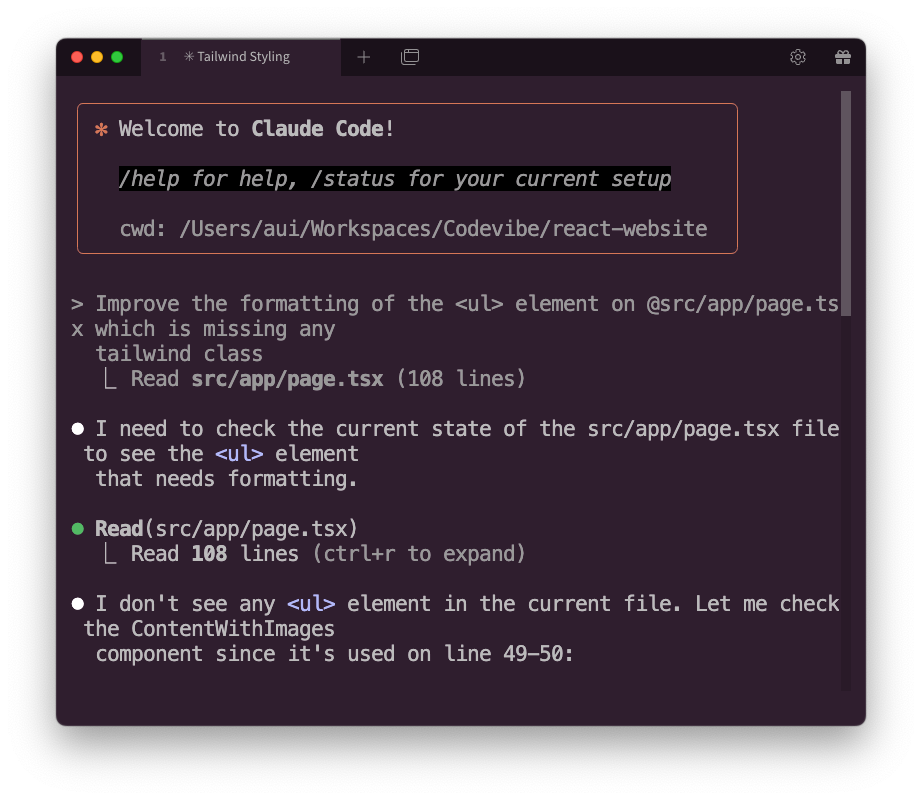 1 ✳ Tailwind Styling
✻ Welcome to Claude Code!
/help for help, /status for your current setup
cwd: /Users/aui/Workspaces/Codevibe/react-website
> Improve the formatting of the <ul> element on @src/app/page.ts
x which is missing any
tailwind class
⎿ Read src/app/page.tsx (108 lines)
● I need to check the current state of the src/app/page.tsx file
to see the <ul> element
that needs formatting.
● Read(src/app/page.tsx)
⎿ Read 108 lines (ctrl+r to expand)
● I don't see any <ul> element in the current file. Let me check
the ContentWithImages
component since it's used on line 49-50: